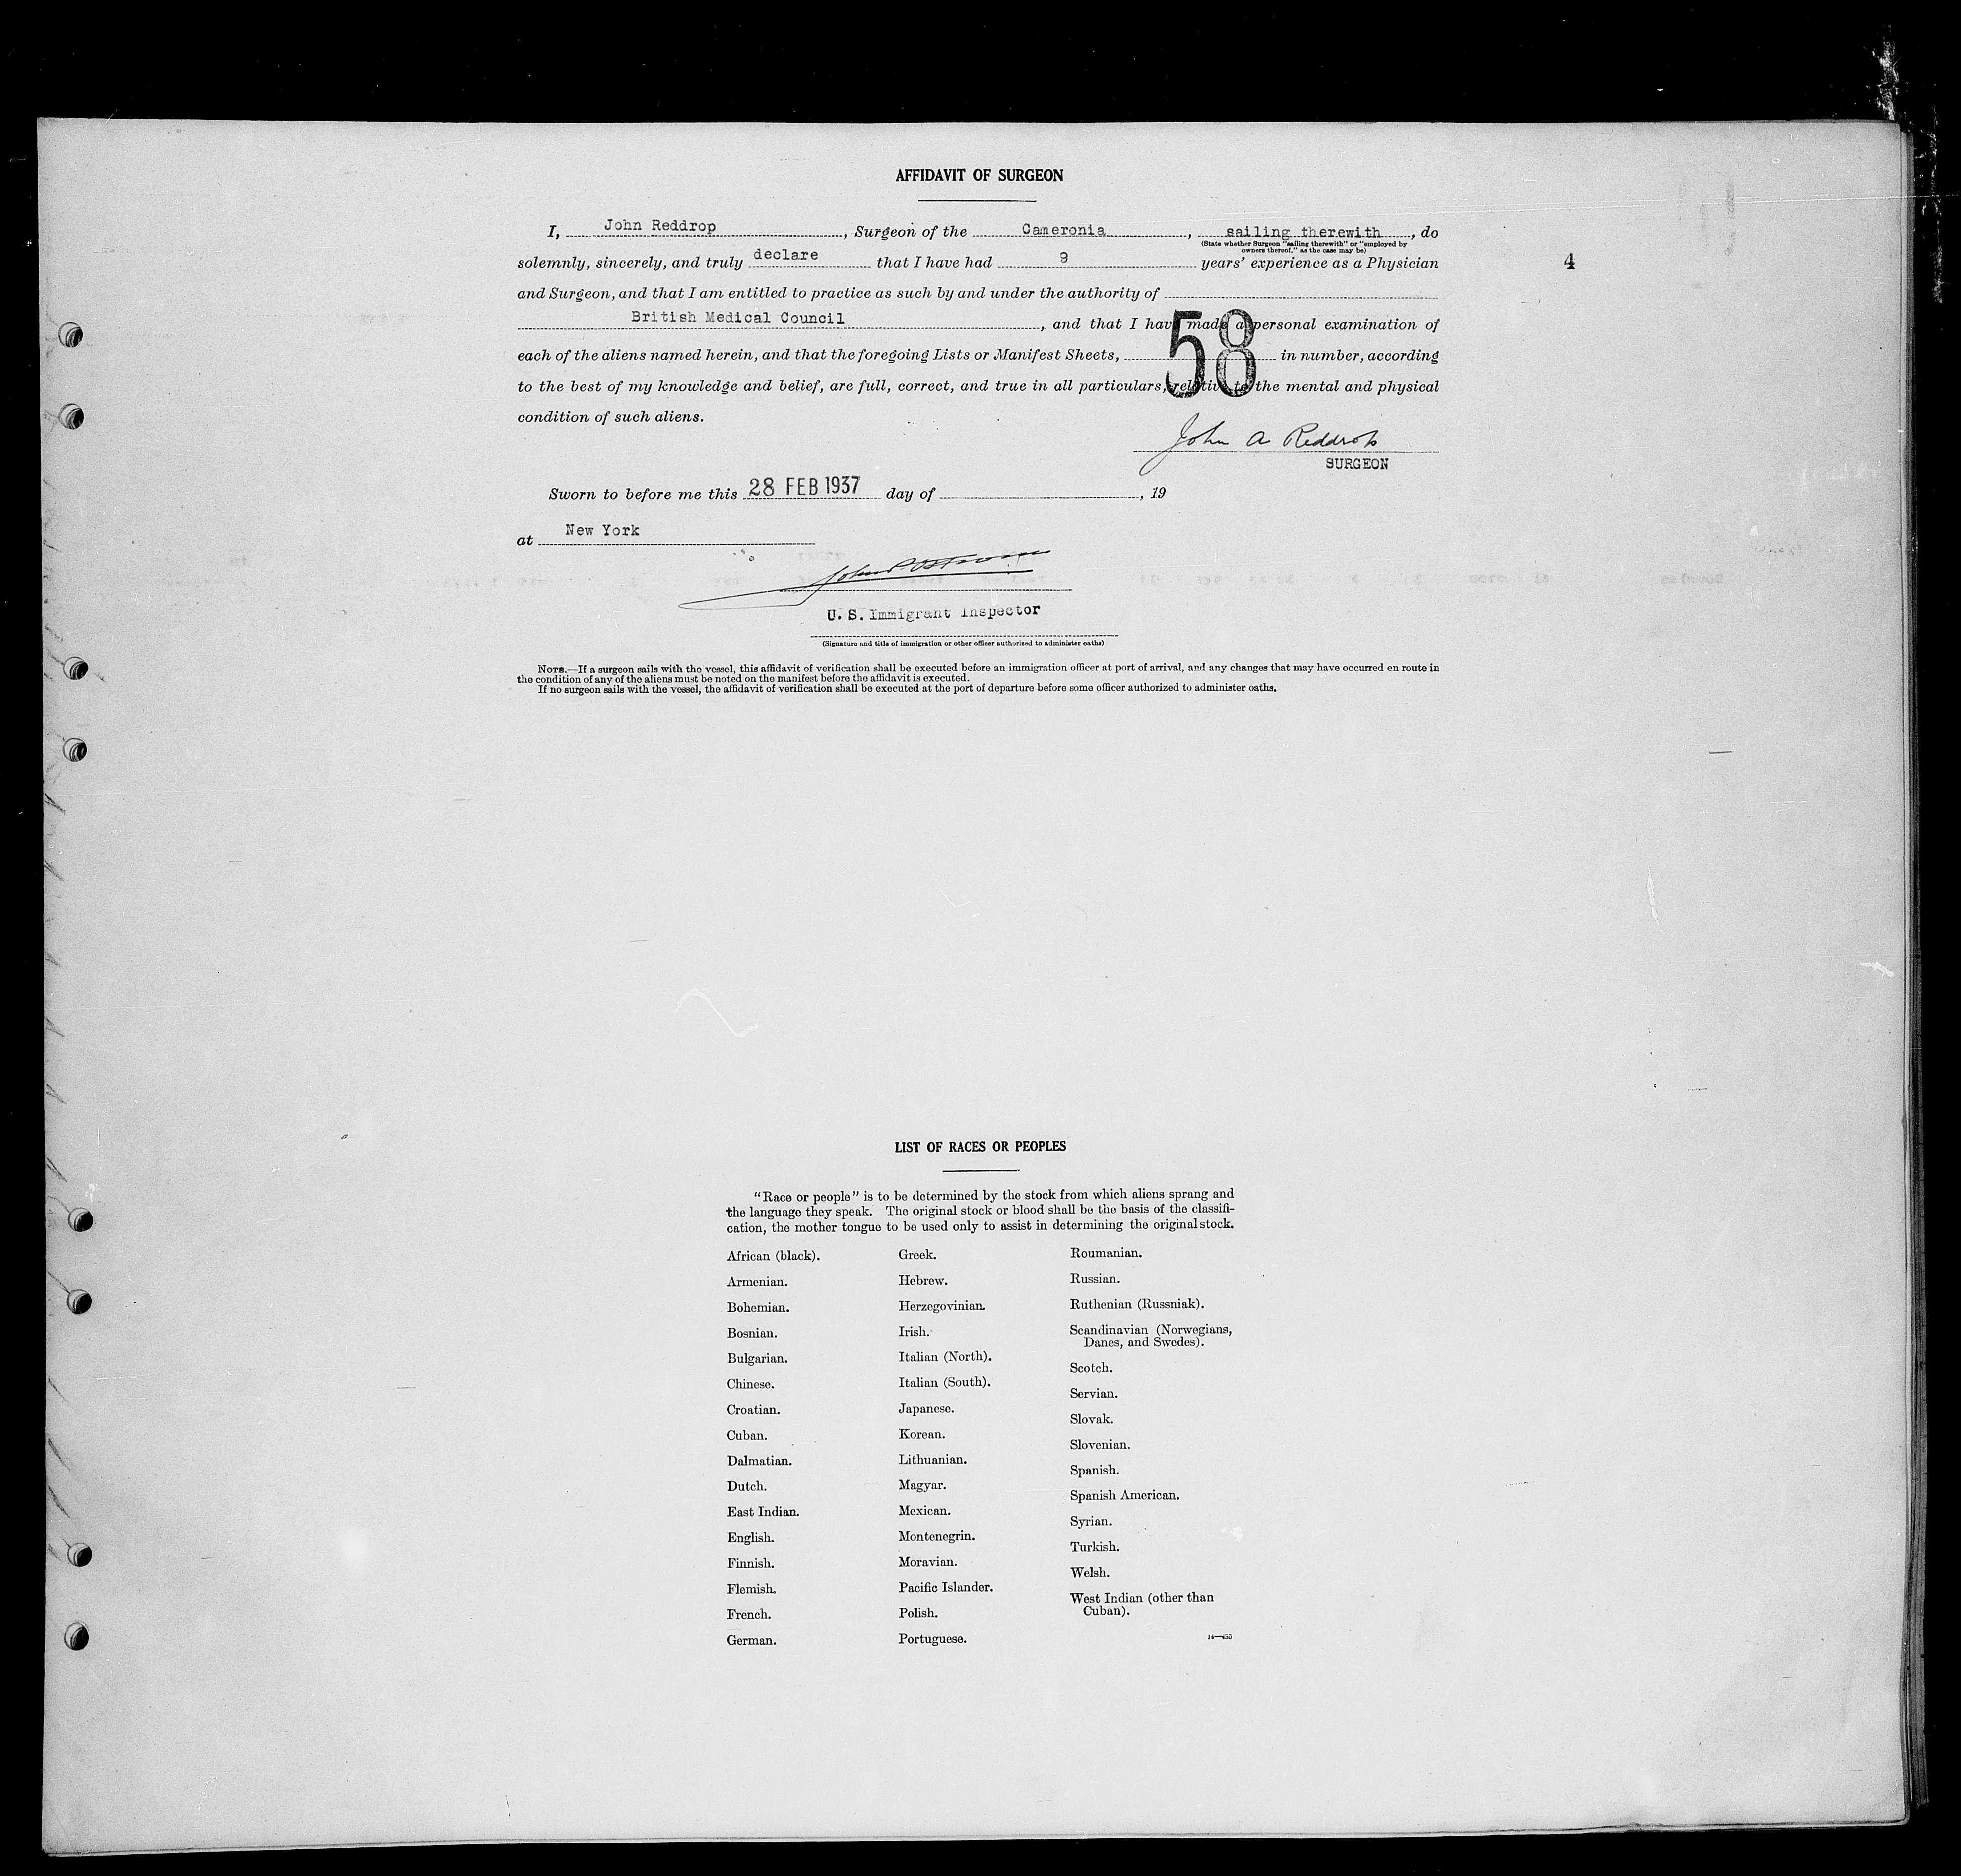 AFFIDAVIT OF SURGEON
I, John Reddrop, Surgeon of the Cameronia, sailing therewith, do
(State whether Surgeon "sailing therewith" or "employed by
owners thereof," as the case may be)
solemnly, sincerely, and truly declare that I have had 9 years' experience as a Physician
4
and Surgeon, and that I am entitled to practice as such by and under the authority of
British Medical Council, and that I have made a personal examination of
each of the aliens named herein, and that the foregoing Lists or Manifest Sheets, 58 in number, according
to the best of my knowledge and belief, are full, correct, and true in all particulars, relative to the mental and physical
condition of such aliens.
John A Reddrop
SURGEON
Sworn to before me this 28 FEB 1937 day of , 19
at New York
U. S. Immigrant Inspector
(Signature and title of immigration or other officer authorized to administer oaths)
NOTE.—If a surgeon sails with the vessel, this affidavit of verification shall be executed before an immigration officer at port of arrival, and any changes that may have occurred en route in
the condition of any of the aliens must be noted on the manifest before the affidavit is executed.
If no surgeon sails with the vessel, the affidavit of verification shall be executed at the port of departure before some officer authorized to administer oaths.
LIST OF RACES OR PEOPLES
"Race or people" is to be determined by the stock from which aliens sprang and
the language they speak. The original stock or blood shall be the basis of the classifi-
cation, the mother tongue to be used only to assist in determining the original stock.
African (black).
Armenian.
Bohemian.
Bosnian.
Bulgarian.
Chinese.
Croatian.
Cuban.
Dalmatian.
Dutch.
East Indian.
English.
Finnish.
Flemish.
French.
German.
Greek.
Hebrew.
Herzegovinian.
Irish.
Italian (North).
Italian (South).
Japanese.
Korean.
Lithuanian.
Magyar.
Mexican.
Montenegrin.
Moravian.
Pacific Islander.
Polish.
Portuguese.
Roumanian.
Russian.
Ruthenian (Russniak).
Scandinavian (Norwegians,
Danes, and Swedes).
Scotch.
Servian.
Slovak.
Slovenian.
Spanish.
Spanish American.
Syrian.
Turkish.
Welsh.
West Indian (other than
Cuban).